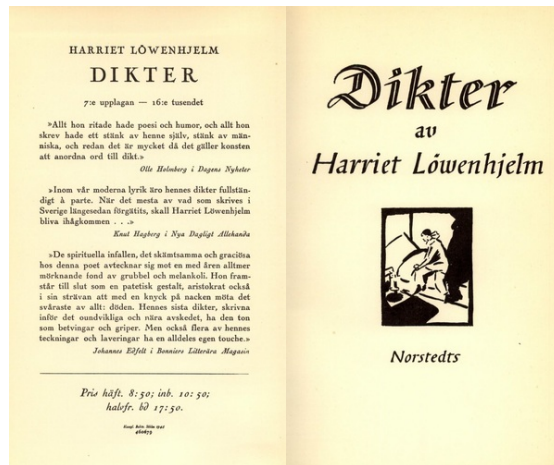 HARRIET LÖWENHJELM
DIKTER
7:e upplagan — 16:e tusendet
»Allt hon ritade hade poesi och humor, och allt hon
skrev hade ett stänk av henne själv, stänk av män-
niska, och redan det är mycket då det gäller konsten
att anordna ord till dikt.»
Olle Holmberg i Dagens Nyheter
»Inom vår moderna lyrik äro hennes dikter fullstän-
digt à parte. När det mesta av vad som skrives i
Sverige längesedan förgätits, skall Harriet Löwenhjelm
bliva ihågkommen . . .»
Knut Hagberg i Nya Dagligt Allehanda
»De spirituella infallen, det skämtsamma och graciösa
hos denna poet avtecknar sig mot en med åren alltmer
mörknande fond av grubbel och melankoli. Hon fram-
står till slut som en patetisk gestalt, aristokrat också
i sin strävan att med en knyck på nacken möta det
svåraste av allt: döden. Hennes sista dikter, skrivna
inför det oundvikliga och nära avskedet, ha den ton
som betvingar och griper. Men också flera av hennes
teckningar och laveringar ha en alldeles egen touche.»
Johannes Edfelt i Bonniers Litterära Magasin
Pris häft. 8:50; inb. 10:50;
halvfr. bd 17:50.
Dikter
av
Harriet Löwenhjelm
Norstedts